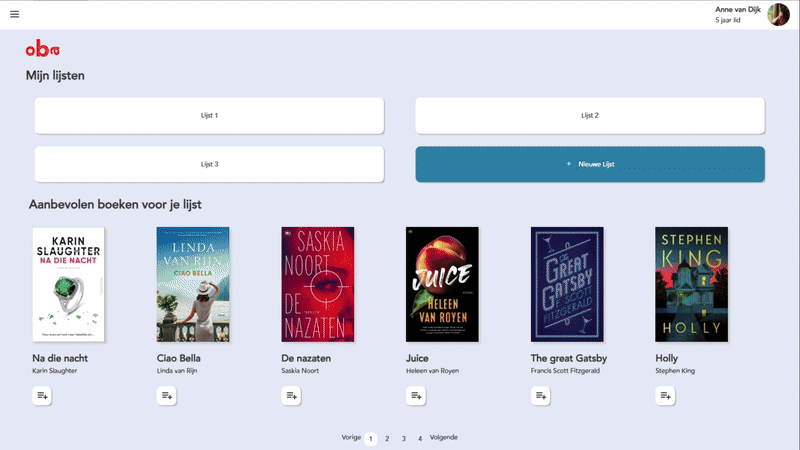 Anne van Dijk
5 jaar lid
oba
Mijn lijsten
Lijst 1
Lijst 2
Lijst 3
+ Nieuwe Lijst
Aanbevolen boeken voor je lijst
KARIN
SLAUGHTER
NA DIE NACHT
LINDA
VAN RIJN
CIAO BELLA
SASKIA
NOORT
DE
NAZATEN
JUICE
HELEEN
VAN ROYEN
The
GREAT
GATSBY
F. SCOTT
FITZGERALD
STEPHEN
KING
HOLLY
Na die nacht
Karin Slaughter
Ciao Bella
Linda van Rijn
De nazaten
Saskia Noort
Juice
Heleen van Royen
The great Gatsby
Francis Scott Fitzgerald
Holly
Stephen King
Vorige 1 2 3 4 Volgende